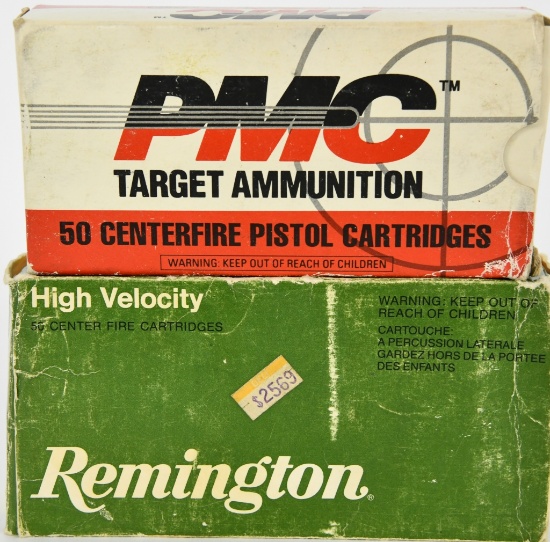 PMC™
TARGET AMMUNITION
50 CENTERFIRE PISTOL CARTRIDGES
WARNING: KEEP OUT OF REACH OF CHILDREN
High Velocity
50 CENTER FIRE CARTRIDGES
WARNING: KEEP OUT OF
REACH OF CHILDREN
CARTOUCHE:
A PERCUSSION LATERALE
GARDEZ HORS DE LA PORTEE
DES ENFANTS
$2569
Remington®